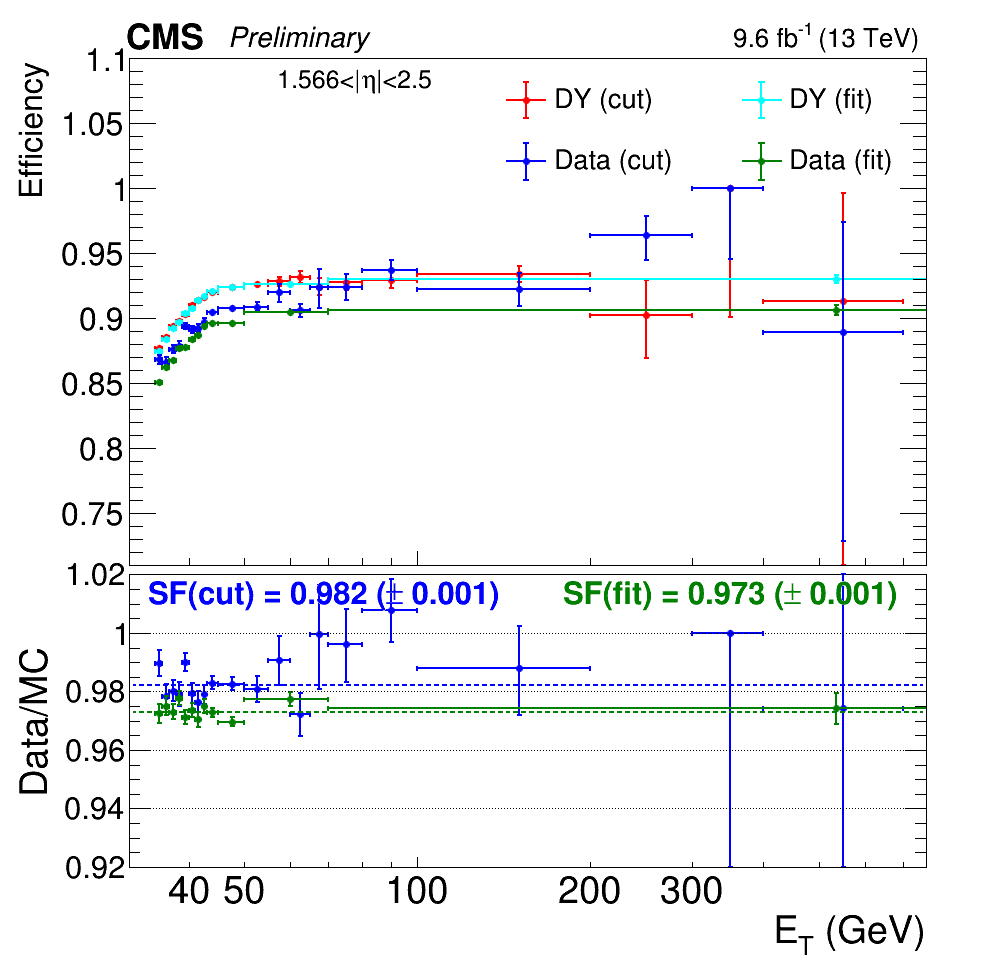 CMS Preliminary 9.6 fb-1 (13 TeV)
1.566<|η|<2.5
DY (cut) DY (fit)
Data (cut) Data (fit)
Efficiency
1.1
1.05
1
0.95
0.9
0.85
0.8
0.75
SF(cut) = 0.982 (± 0.001) SF(fit) = 0.973 (± 0.001)
Data/MC
1.02
1
0.98
0.96
0.94
0.92
40 50 100 200 300
ET (GeV)